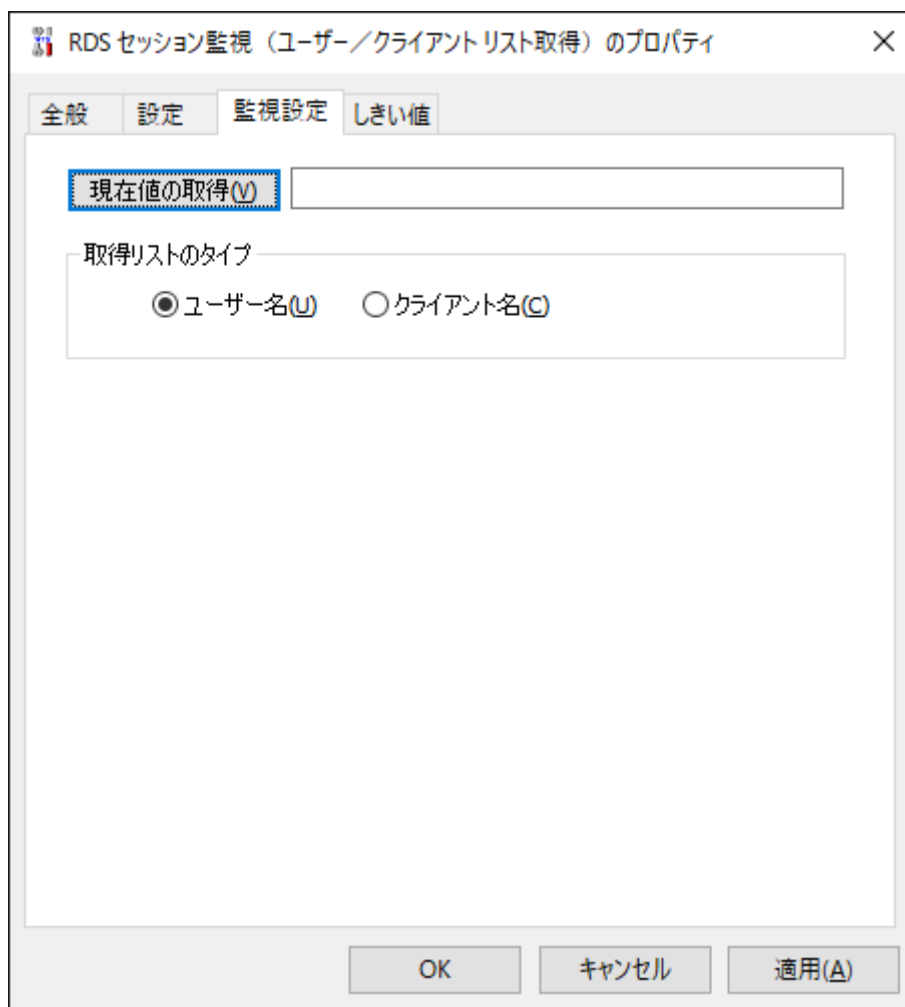 RDS セッション監視（ユーザー／クライアント リスト取得）のプロパティ
全般 設定 監視設定 しきい値
現在値の取得(V)
取得リストのタイプ
ユーザー名(U) クライアント名(C)
OK キャンセル 適用(A)